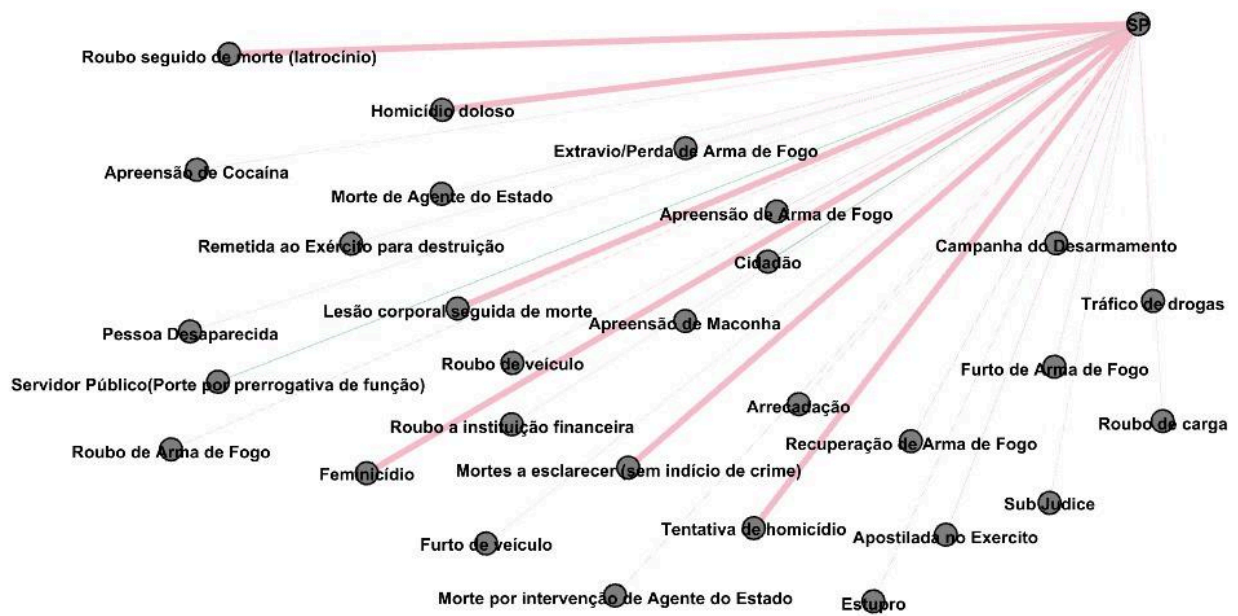 SP
Roubo seguido de morte (latrocínio)
Homicídio doloso
Extravio/Perda de Arma de Fogo
Apreensão de Cocaína
Morte de Agente do Estado
Apreensão de Arma de Fogo
Remetida ao Exército para destruição
Campanha do Desarmamento
Cidadão
Tráfico de drogas
Lesão corporal seguida de morte
Apreensão de Maconha
Pessoa Desaparecida
Roubo de veículo
Furto de Arma de Fogo
Servidor Público(Porte por prerrogativa de função)
Arrecadação
Roubo de carga
Roubo a instituição financeira
Recuperação de Arma de Fogo
Roubo de Arma de Fogo
Feminicídio
Mortes a esclarecer (sem indício de crime)
Sub Judice
Tentativa de homicídio
Apostilada no Exercito
Furto de veículo
Morte por intervenção de Agente do Estado
Estupro